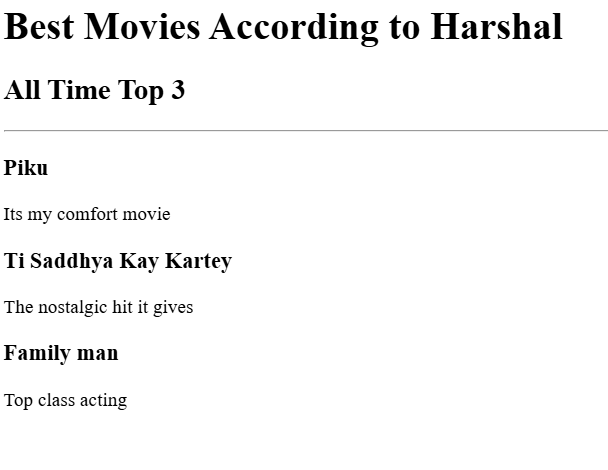 Best Movies According to Harshal
All Time Top 3
Piku
Its my comfort movie
Ti Saddhya Kay Kartey
The nostalgic hit it gives
Family man
Top class acting